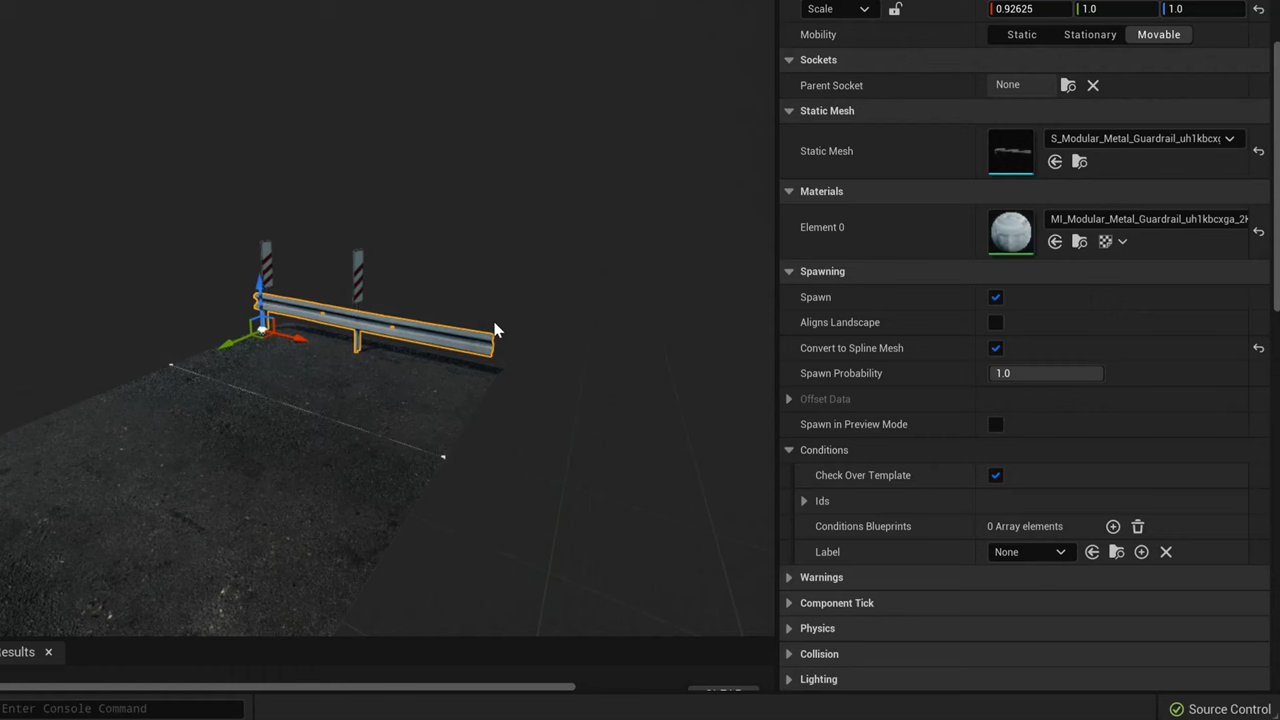 Scale
0.92625
1.0
1.0
Mobility
Static
Stationary
Movable
Sockets
Parent Socket
None
Static Mesh
Static Mesh
S_Modular_Metal_Guardrail_uh1kbcxg
Materials
Element 0
MI_Modular_Metal_Guardrail_uh1kbcxga_2K
Spawning
Spawn
Aligns Landscape
Convert to Spline Mesh
Spawn Probability
1.0
Offset Data
Spawn in Preview Mode
Conditions
Check Over Template
Ids
Conditions Blueprints
0 Array elements
Label
None
Warnings
Component Tick
Physics
Collision
Lighting
esults
Enter Console Command
Source Control